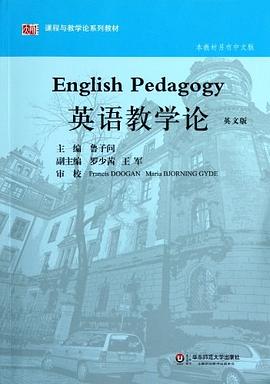 课程与教学论系列教材
本教材另有中文版
English Pedagogy
英语教学论
英文版
主 编 鲁子问
副主编 罗少茜 王 军
审 校 Francis DOOGAN Maria BJORNING GYDE
华东师范大学出版社